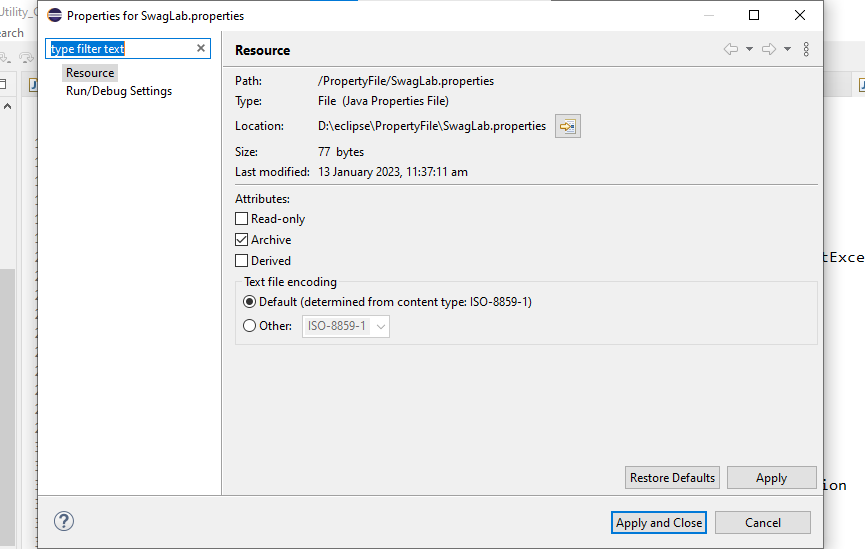 Utility_
Properties for SwagLab.properties
earch
type filter text
Resource
Run/Debug Settings
Resource
Path: /PropertyFile/SwagLab.properties
Type: File (Java Properties File)
Location: D:\eclipse\PropertyFile\SwagLab.properties
Size: 77 bytes
Last modified: 13 January 2023, 11:37:11 am
Attributes:
Read-only
Archive
Derived
tExce
Text file encoding
Default (determined from content type: ISO-8859-1)
Other: ISO-8859-1
Restore Defaults Apply
ion
? Apply and Close Cancel